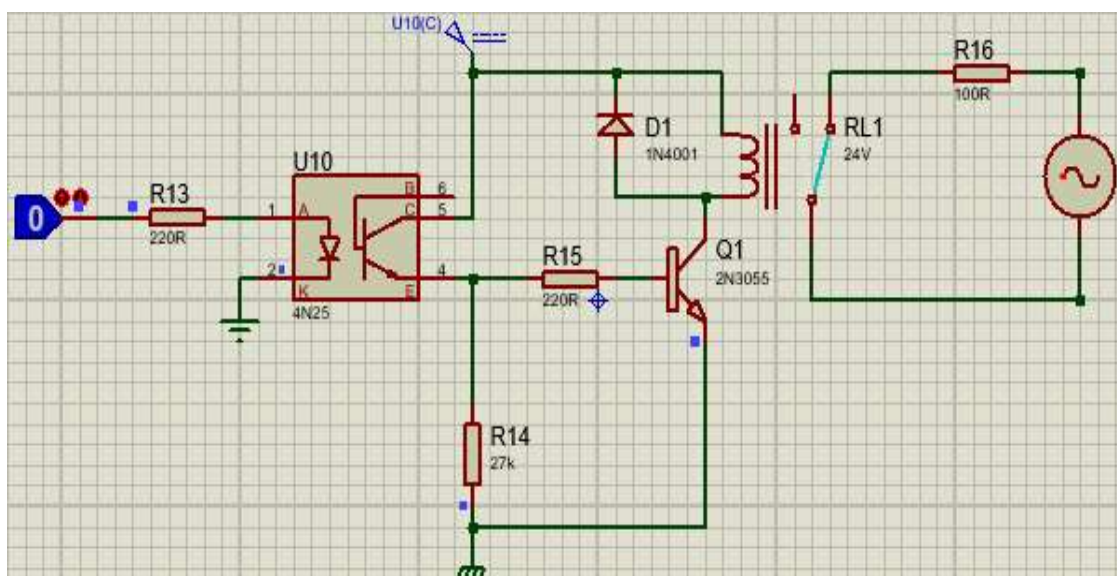 U10(C)
R16
100R
D1
1N4001
RL1
24V
U10
R13
220R
0
1
2
A
K
B
C
E
6
5
4
4N25
R15
220R
Q1
2N3055
R14
27k